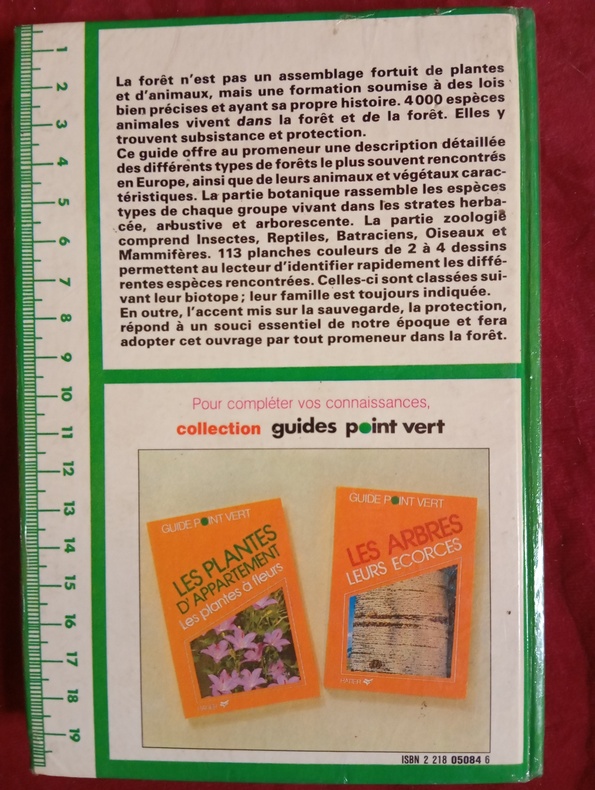 La forêt n'est pas un assemblage fortuit de plantes
et d'animaux, mais une formation soumise à des lois
bien précises et ayant sa propre histoire. 4 000 espèces
animales vivent dans la forêt et de la forêt. Elles y
trouvent subsistance et protection.
Ce guide offre au promeneur une description détaillée
des différents types de forêts le plus souvent rencontrés
en Europe, ainsi que de leurs animaux et végétaux carac-
téristiques. La partie botanique rassemble les espèces
types de chaque groupe vivant dans les strates herba-
cée, arbustive et arborescente. La partie zoologie
comprend Insectes, Reptiles, Batraciens, Oiseaux et
Mammifères. 113 planches couleurs de 2 à 4 dessins
permettent au lecteur d'identifier rapidement les diffé-
rentes espèces rencontrées. Celles-ci sont classées sui-
vant leur biotope ; leur famille est toujours indiquée.
En outre, l'accent mis sur la sauvegarde, la protection,
répond à un souci essentiel de notre époque et fera
adopter cet ouvrage par tout promeneur dans la forêt.
Pour compléter vos connaissances,
collection guides point vert
GUIDE POINT VERT
LES PLANTES
D'APPARTEMENT
Les plantes à fleurs
HATIER
GUIDE POINT VERT
LES ARBRES
LEURS ECORCES
HATIER
ISBN 2 218 05084 6
1
2
3
4
5
6
7
8
9
10
11
12
13
14
15
16
17
18
19